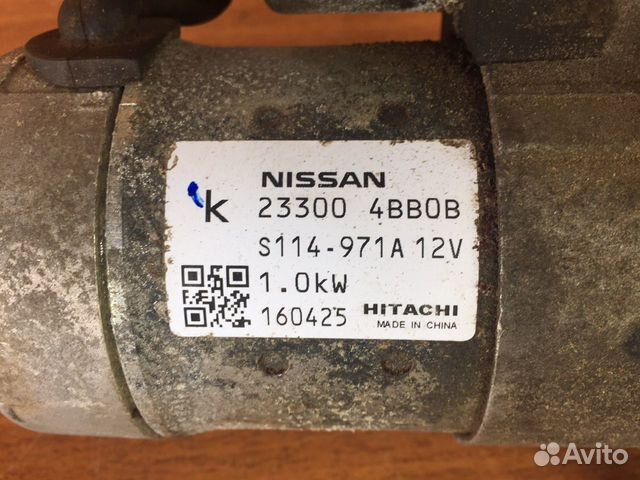 NISSAN
K 23300 4BB0B
S114-971A 12V
1.0kW
160425 HITACHI
MADE IN CHINA
Avito